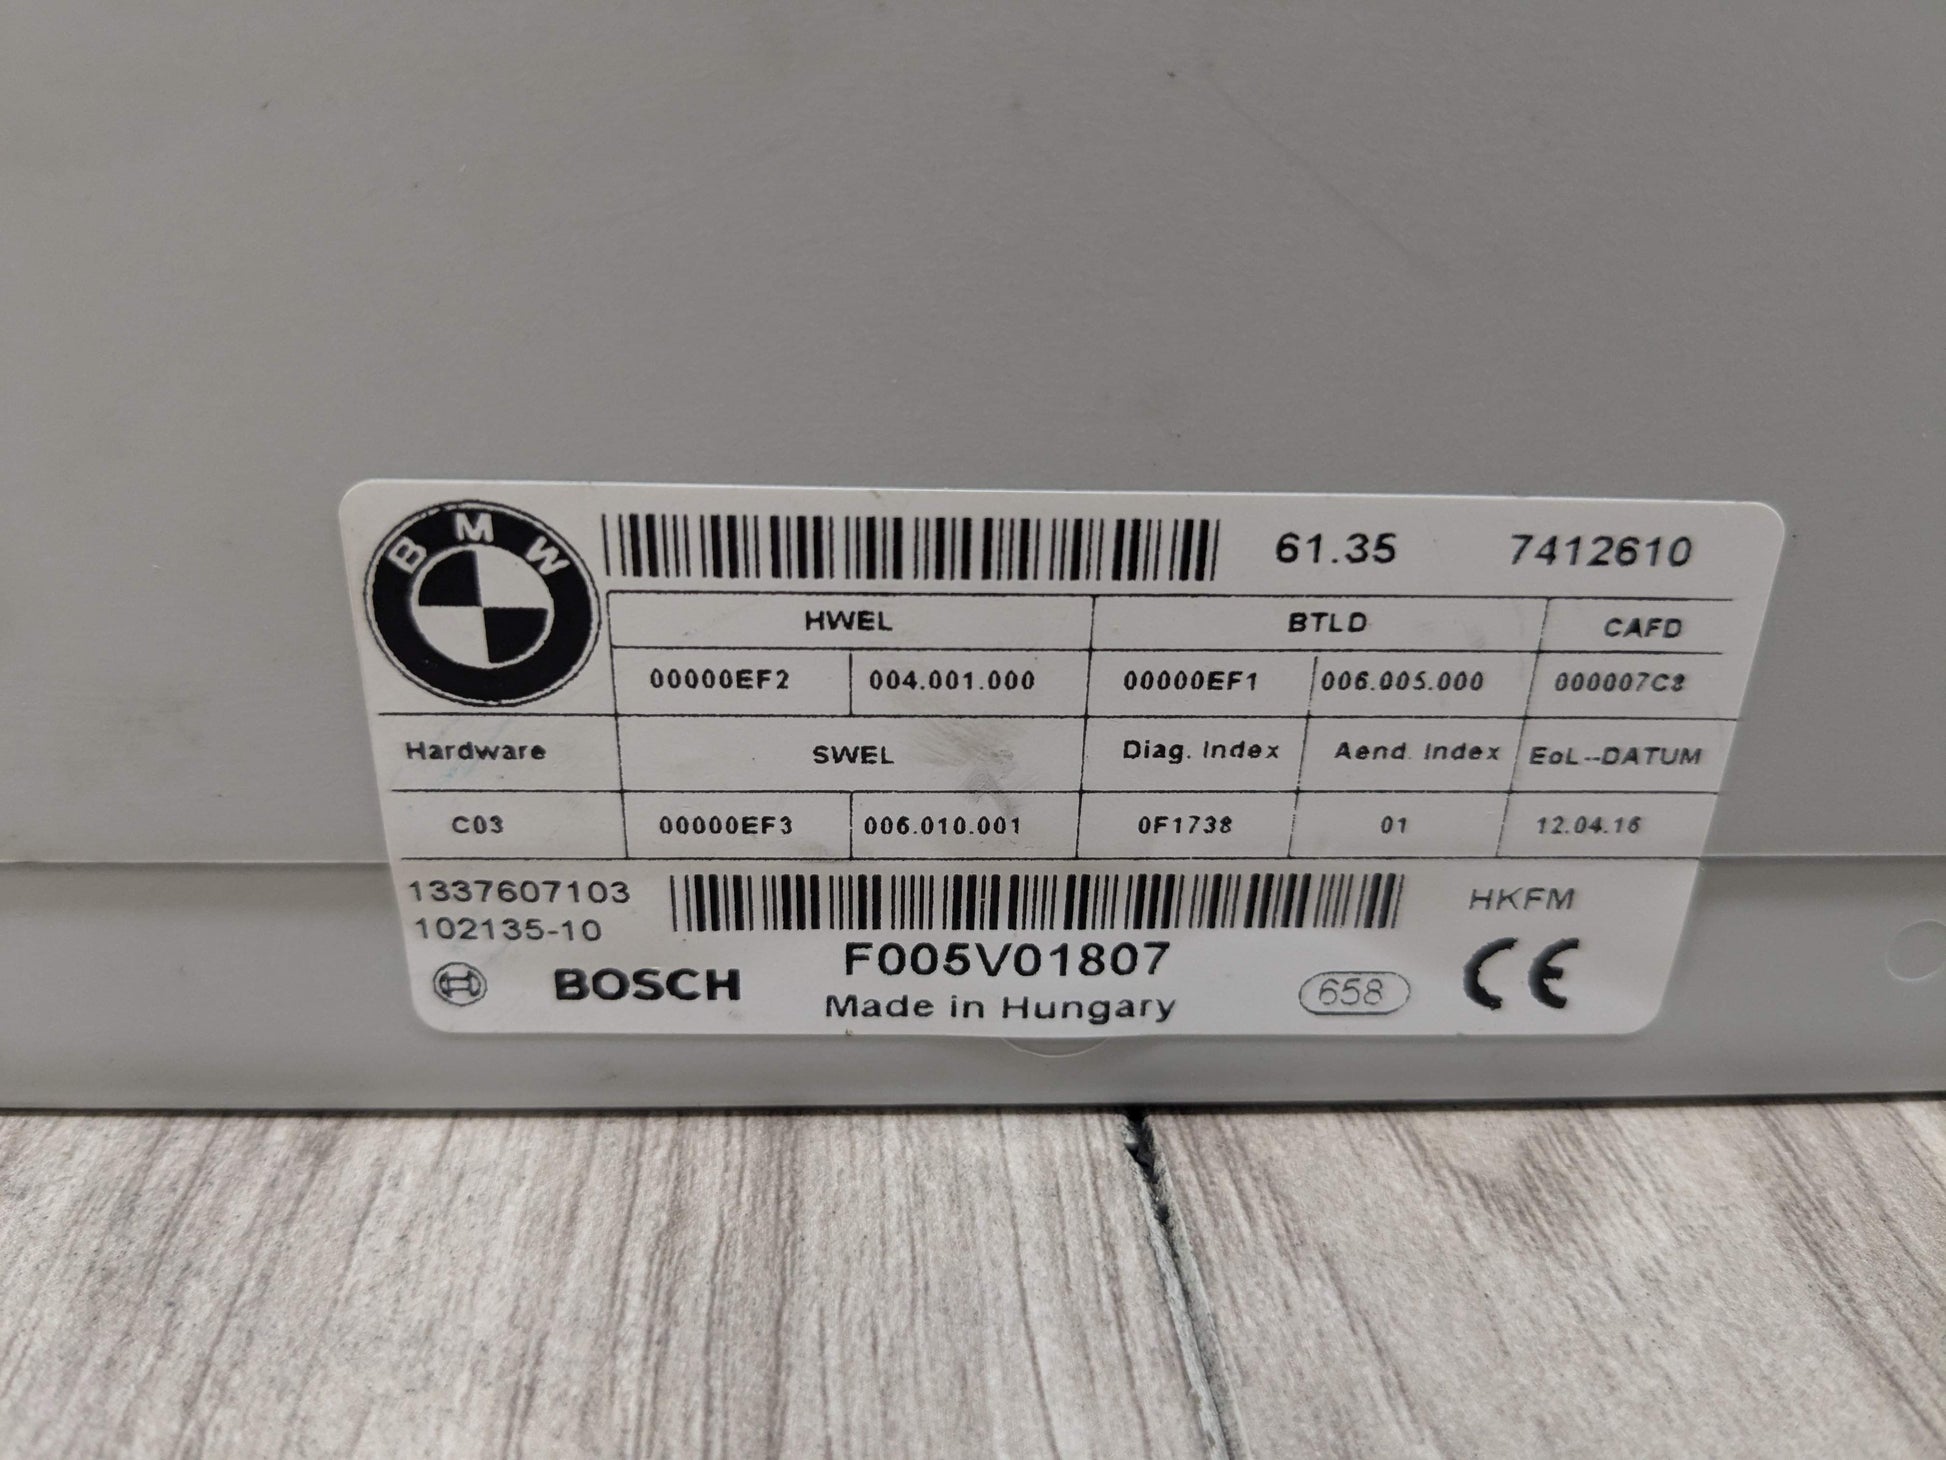 BMW
61.35 7412610
HWEL BTLD CAFD
00000EF2 004.001.000 00000EF1 006.005.000 000007C8
Hardware SWEL Diag. Index Aend. Index EoL--DATUM
C03 00000EF3 006.010.001 0F1738 01 12.04.16
1337607103 HKFM
102135-10
BOSCH F005V01807
Made in Hungary 658 CE